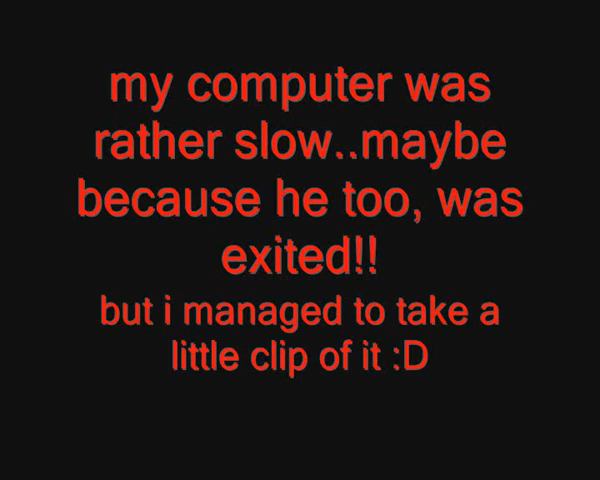 my computer was
rather slow..maybe
because he too, was
exited!!
but i managed to take a
little clip of it :D